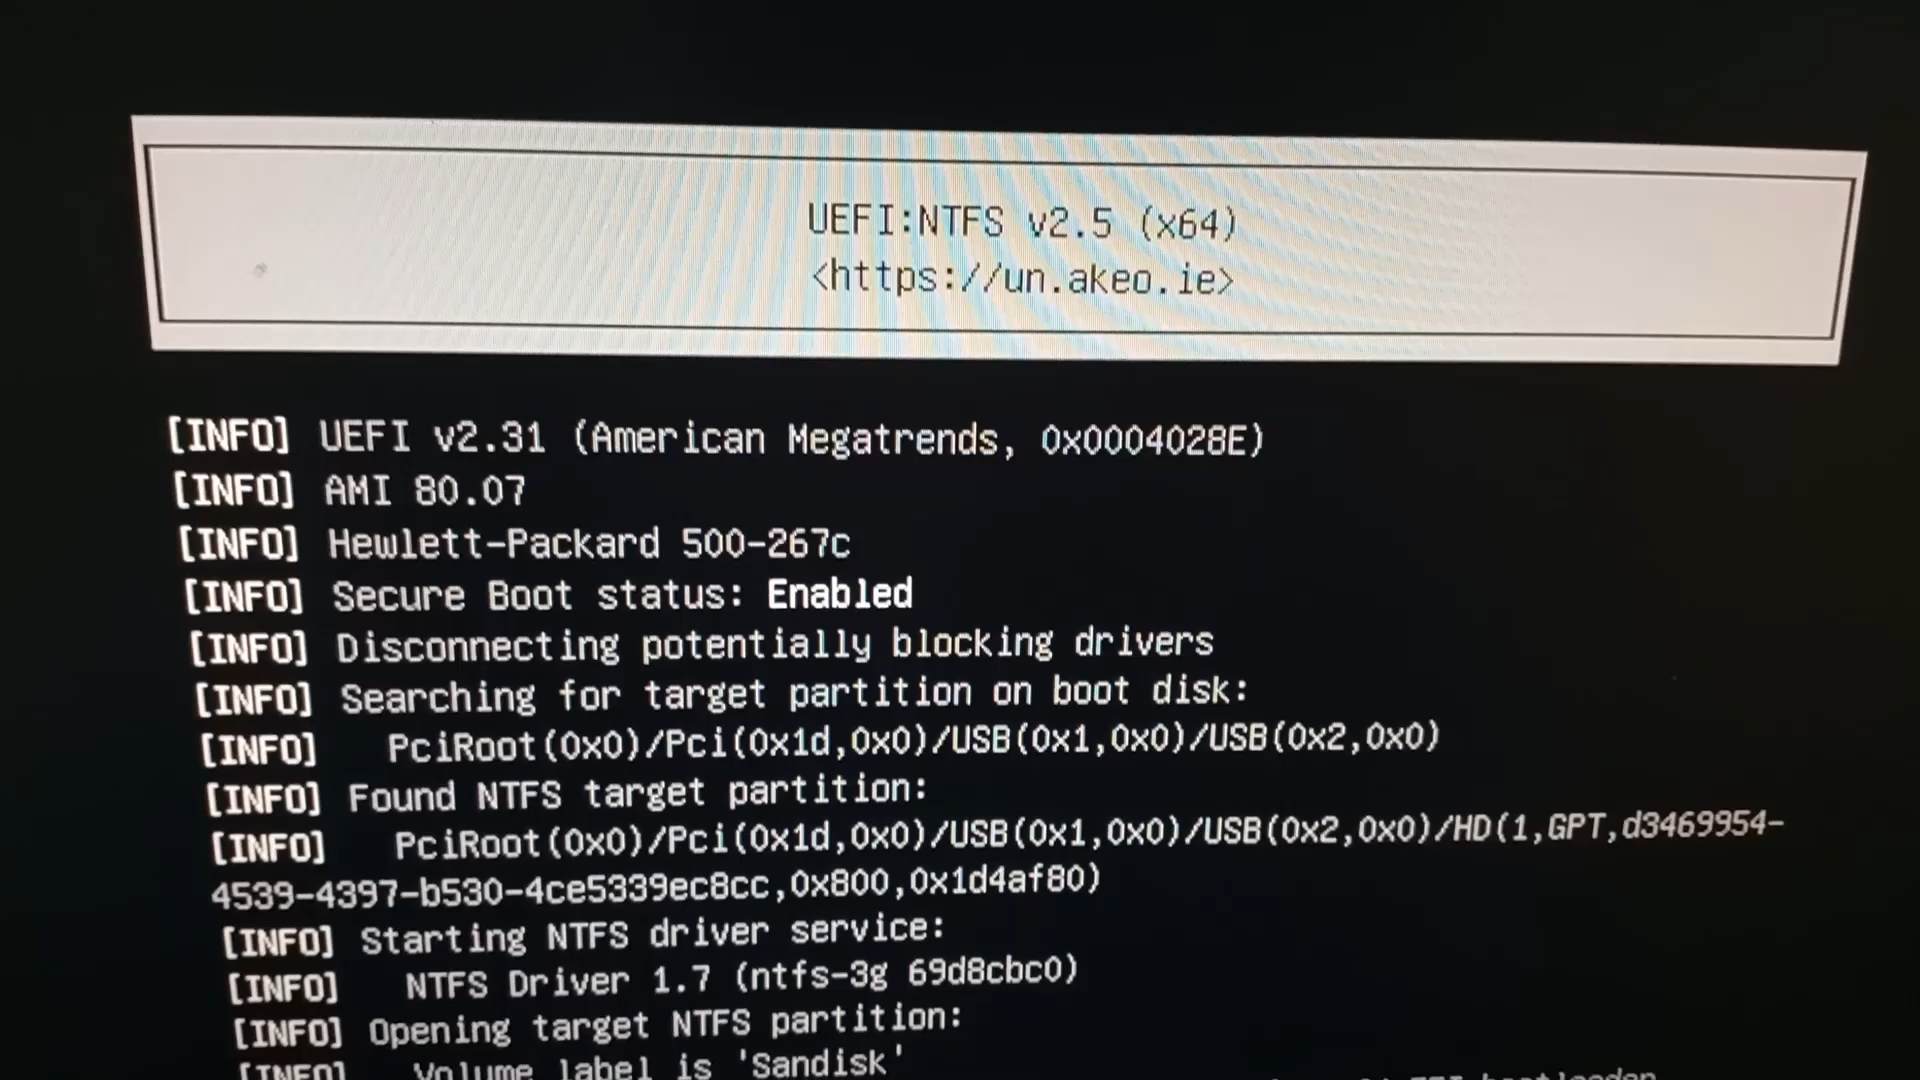 UEFI:NTFS v2.5 (x64)
<https://un.akeo.ie>
[INFO] UEFI v2.31 (American Megatrends, 0x0004028E)
[INFO] AMI 80.07
[INFO] Hewlett-Packard 500-267c
[INFO] Secure Boot status: Enabled
[INFO] Disconnecting potentially blocking drivers
[INFO] Searching for target partition on boot disk:
[INFO] PciRoot(0x0)/Pci(0x1d,0x0)/USB(0x1,0x0)/USB(0x2,0x0)
[INFO] Found NTFS target partition:
[INFO] PciRoot(0x0)/Pci(0x1d,0x0)/USB(0x1,0x0)/USB(0x2,0x0)/HD(1,GPT,d3469954-
4539-4397-b530-4ce5339ec8cc,0x800,0x1d4af80)
[INFO] Starting NTFS driver service:
[INFO] NTFS Driver 1.7 (ntfs-3g 69d8cbc0)
[INFO] Opening target NTFS partition:
[INFO] Volume label is 'Sandisk'
bootloader